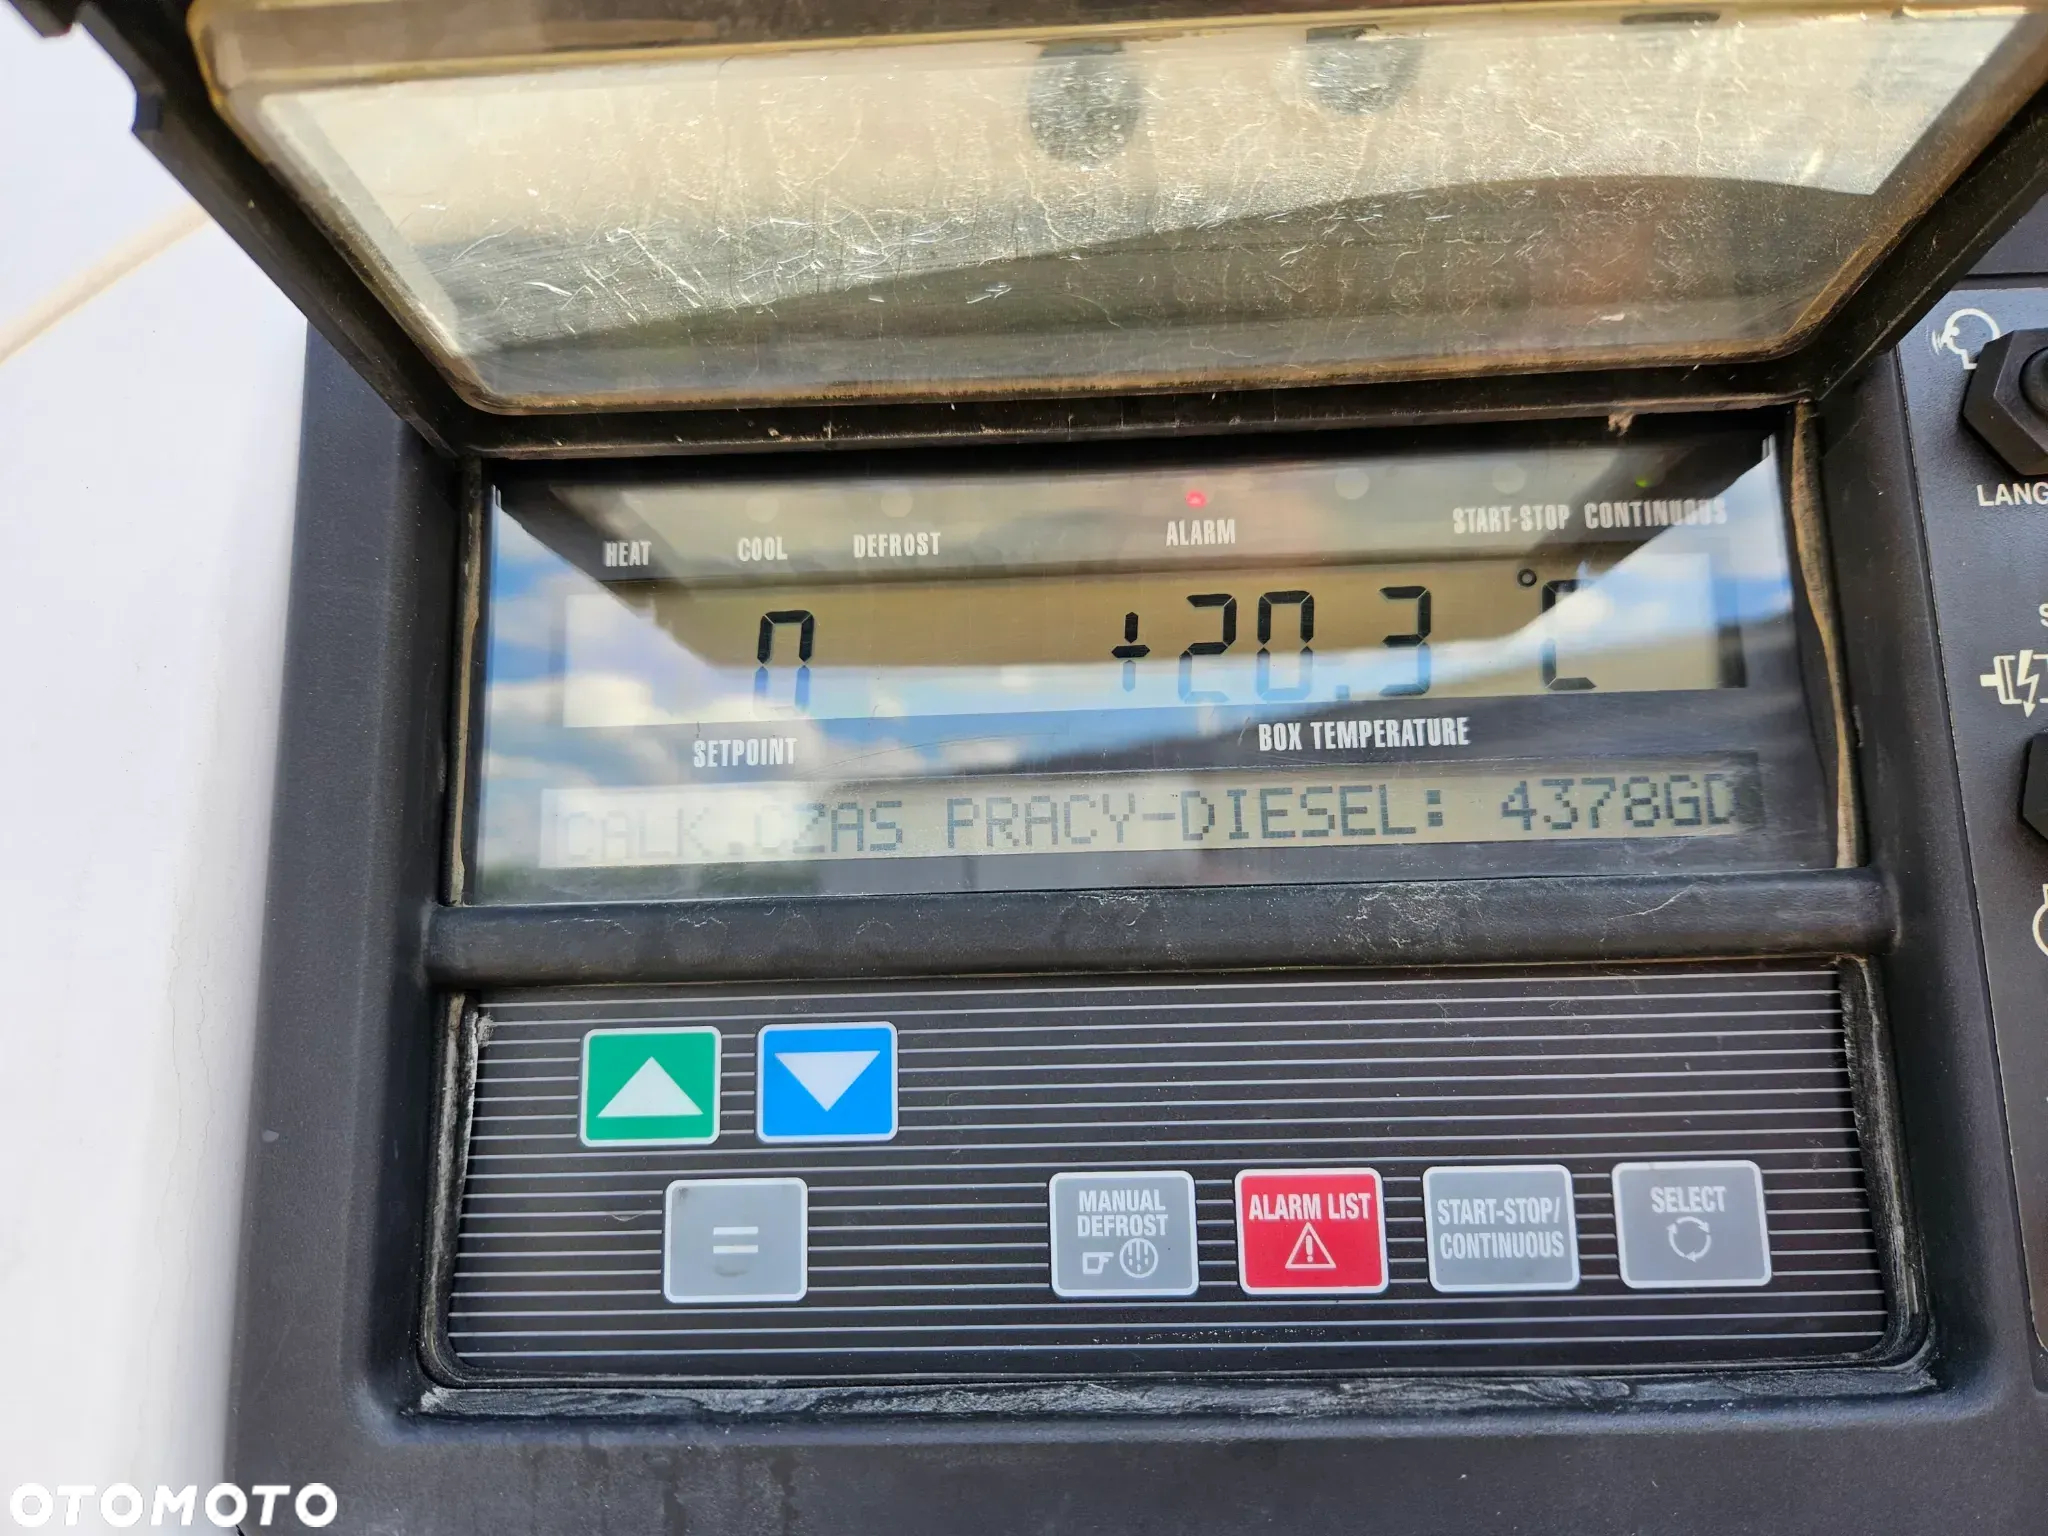 LANG
HEAT COOL DEFROST ALARM START-STOP CONTINUOUS
0 +20.3 °C
SETPOINT BOX TEMPERATURE
CALK.CZAS PRACY-DIESEL: 4378GD
=
MANUAL DEFROST
ALARM LIST
START-STOP/
CONTINUOUS
SELECT
OTOMOTO